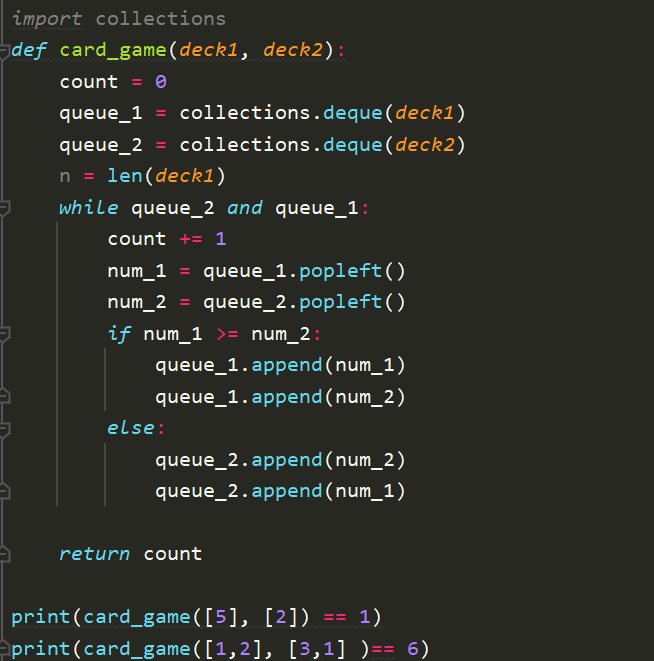 import collections
def card_game(deck1, deck2):
    count = 0
    queue_1 = collections.deque(deck1)
    queue_2 = collections.deque(deck2)
    n = len(deck1)
    while queue_2 and queue_1:
        count += 1
        num_1 = queue_1.popleft()
        num_2 = queue_2.popleft()
        if num_1 >= num_2:
            queue_1.append(num_1)
            queue_1.append(num_2)
        else:
            queue_2.append(num_2)
            queue_2.append(num_1)
    return count
print(card_game([5], [2]) == 1)
print(card_game([1,2], [3,1] )== 6)